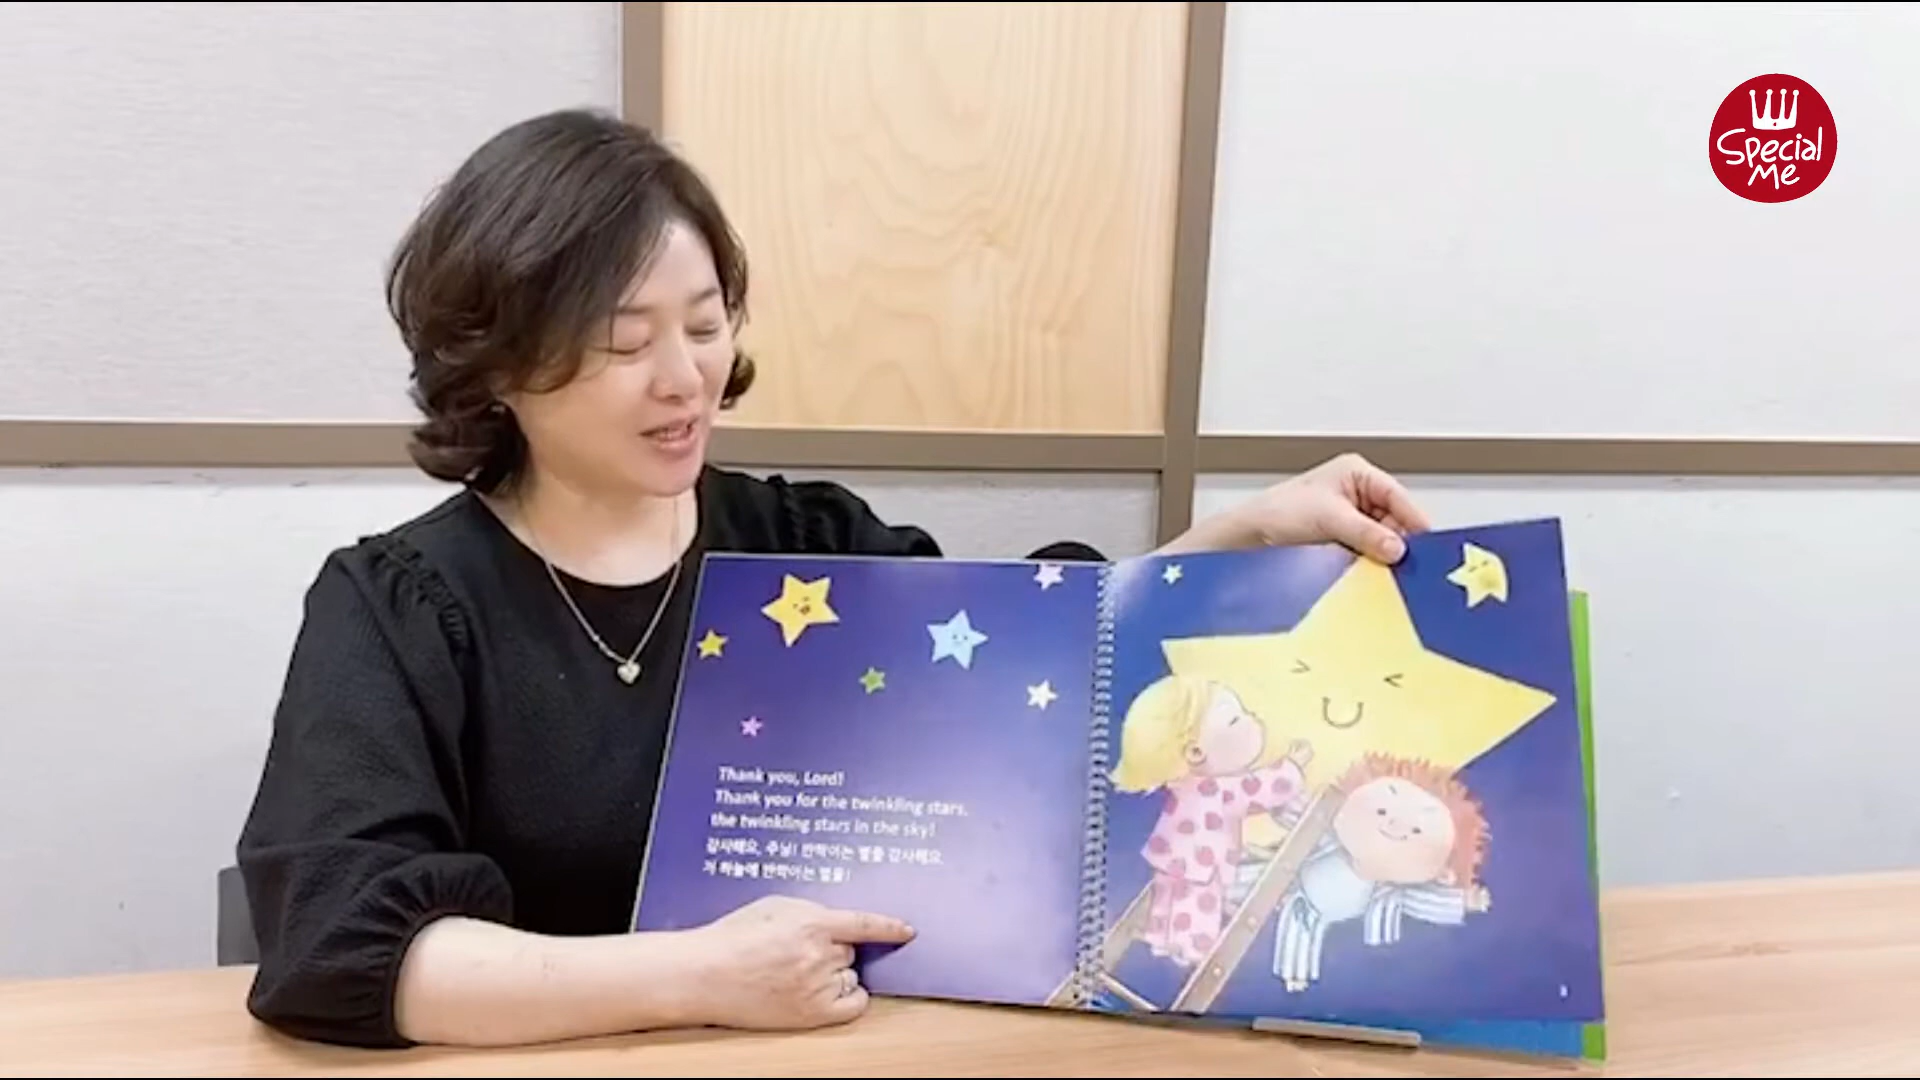 Special
Me
Thank you, Lord!
Thank you for the twinkling stars,
the twinkling stars in the sky!
감사해요, 주님! 반짝이는 별을 감사해요.
저 하늘에 반짝이는 별을!
3